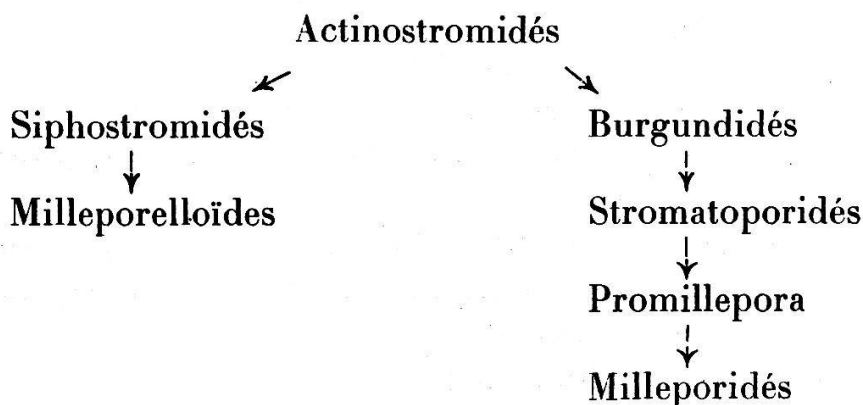 Actinostromidés
Siphostromidés Burgundidés
Milleporelloïdes Stromatoporidés
Promillepora
Milleporidés